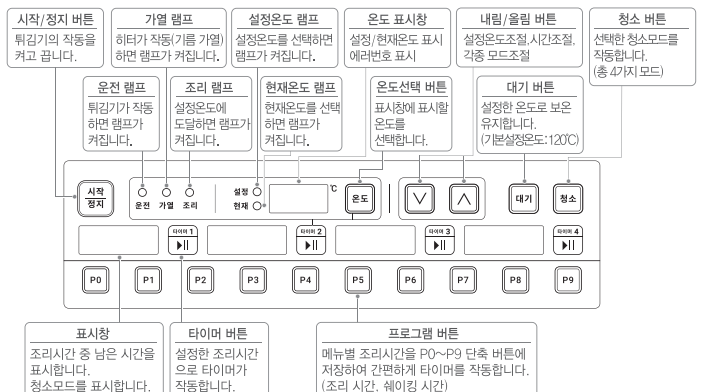 시작/정지 버튼
튀김기의 작동을
켜고 끕니다.
가열 램프
히터가 작동(기름 가열)
하면 램프가 켜집니다.
설정온도 램프
설정온도를 선택하면
램프가 켜집니다.
온도 표시창
설정/현재온도 표시
에러번호 표시
내림/올림 버튼
설정온도조절,시간조절,
각종 모드조절
청소 버튼
선택한 청소모드를
작동합니다.
(총 4가지 모드)
운전 램프
튀김기가 작동
하면 램프가
켜집니다.
조리 램프
설정온도에
도달하면 램프가
켜집니다.
현재온도 램프
현재온도를 선택
하면 램프가
켜집니다.
온도선택 버튼
표시창에 표시할
온도를
선택합니다.
대기 버튼
설정한 온도로 보온
유지합니다.
(기본설정온도:120℃)
시작
정지
운전 가열 조리
설정
현재
℃
온도
대기
청소
타이머 1
타이머 2
타이머 3
타이머 4
P0 P1 P2 P3 P4 P5 P6 P7 P8 P9
표시창
조리시간 중 남은 시간을
표시합니다.
청소모드를 표시합니다.
타이머 버튼
설정한 조리시간
으로 타이머가
작동합니다.
프로그램 버튼
메뉴별 조리시간을 P0~P9 단축 버튼에
저장하여 간편하게 타이머를 작동합니다.
(조리 시간, 쉐이킹 시간)